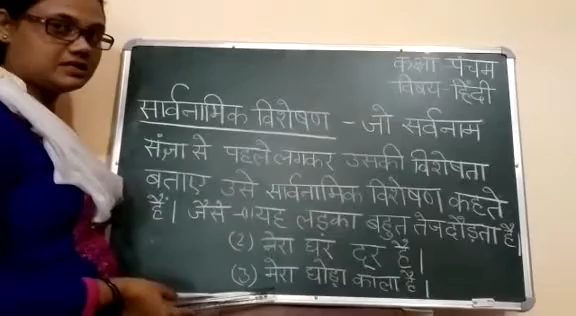 कक्षा-पंचम
विषय-हिंदी
सार्वनामिक विशेषण - जो सर्वनाम
संज्ञा से पहले लगकर उसकी विशेषता
बताए उसे सार्वनामिक विशेषण कहते
हैं। जैसे -(1) यह लड़का बहुत तेज दौड़ता है।
(2) मेरा घर दूर है।
(3) मेरा घोड़ा काला है।